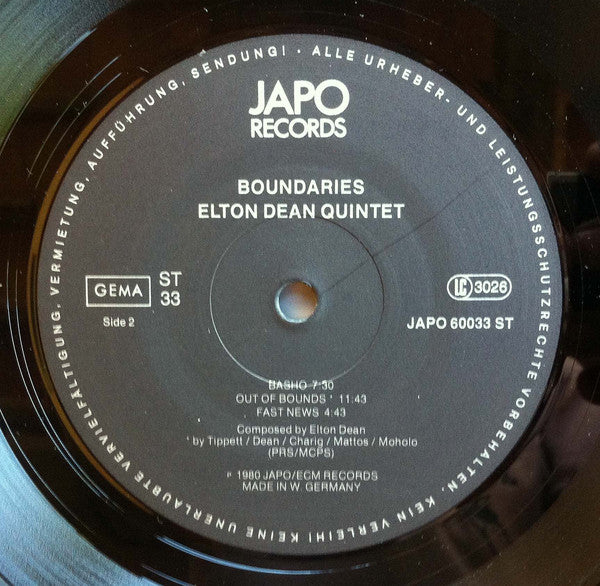 JAPO
RECORDS
BOUNDARIES
ELTON DEAN QUINTET
GEMA
ST
33
Side 2
LC 3026
JAPO 60033 ST
BASHO 7:30
OUT OF BOUNDS * 11:43
FAST NEWS 4:43
Composed by Elton Dean
* by Tippett / Dean / Charig / Mattos / Moholo
(PRS/MCPS)
℗ 1980 JAPO/ECM RECORDS
MADE IN W. GERMANY
ALLE URHEBER- UND LEISTUNGSSCHUTZRECHTE VORBEHALTEN. KEIN VERLEIH! KEINE UNERLAUBTE VERVIELFÄLTIGUNG, VERMIETUNG, AUFFÜHRUNG, SENDUNG! ·